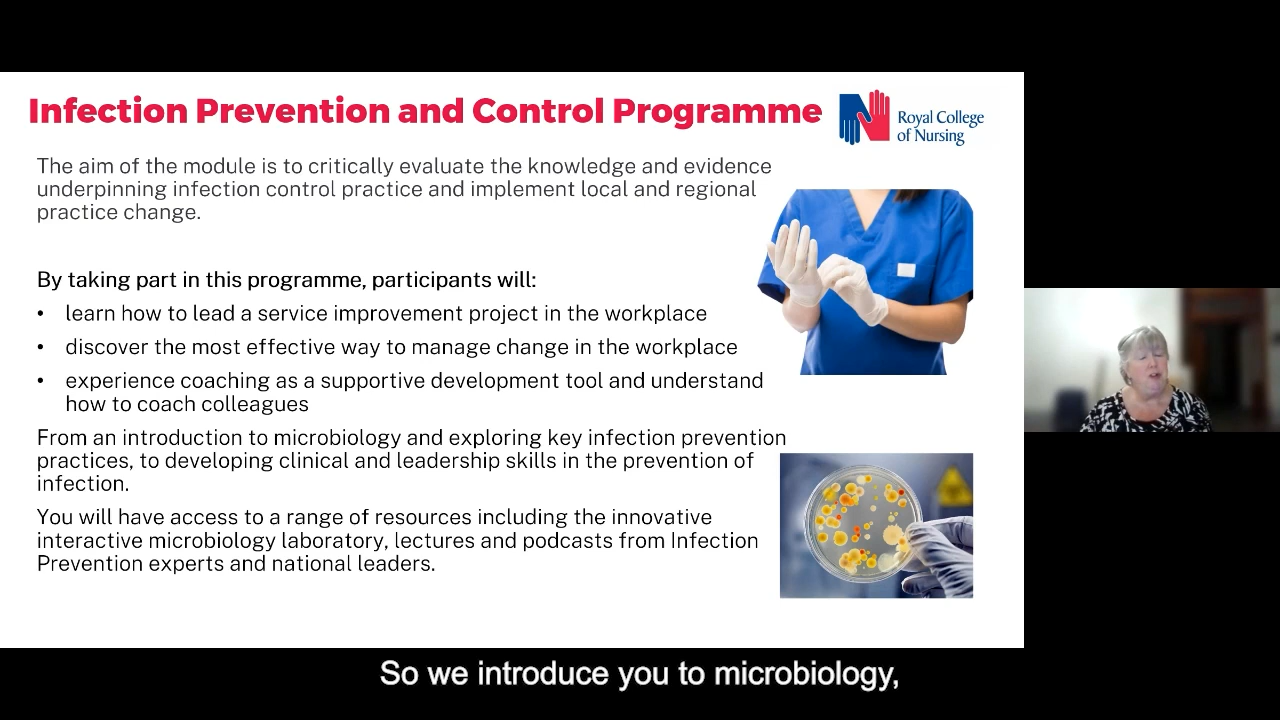 Infection Prevention and Control Programme
Royal College
of Nursing
The aim of the module is to critically evaluate the knowledge and evidence
underpinning infection control practice and implement local and regional
practice change.
By taking part in this programme, participants will:
• learn how to lead a service improvement project in the workplace
• discover the most effective way to manage change in the workplace
• experience coaching as a supportive development tool and understand
how to coach colleagues
From an introduction to microbiology and exploring key infection prevention
practices, to developing clinical and leadership skills in the prevention of
infection.
You will have access to a range of resources including the innovative
interactive microbiology laboratory, lectures and podcasts from Infection
Prevention experts and national leaders.
So we introduce you to microbiology,